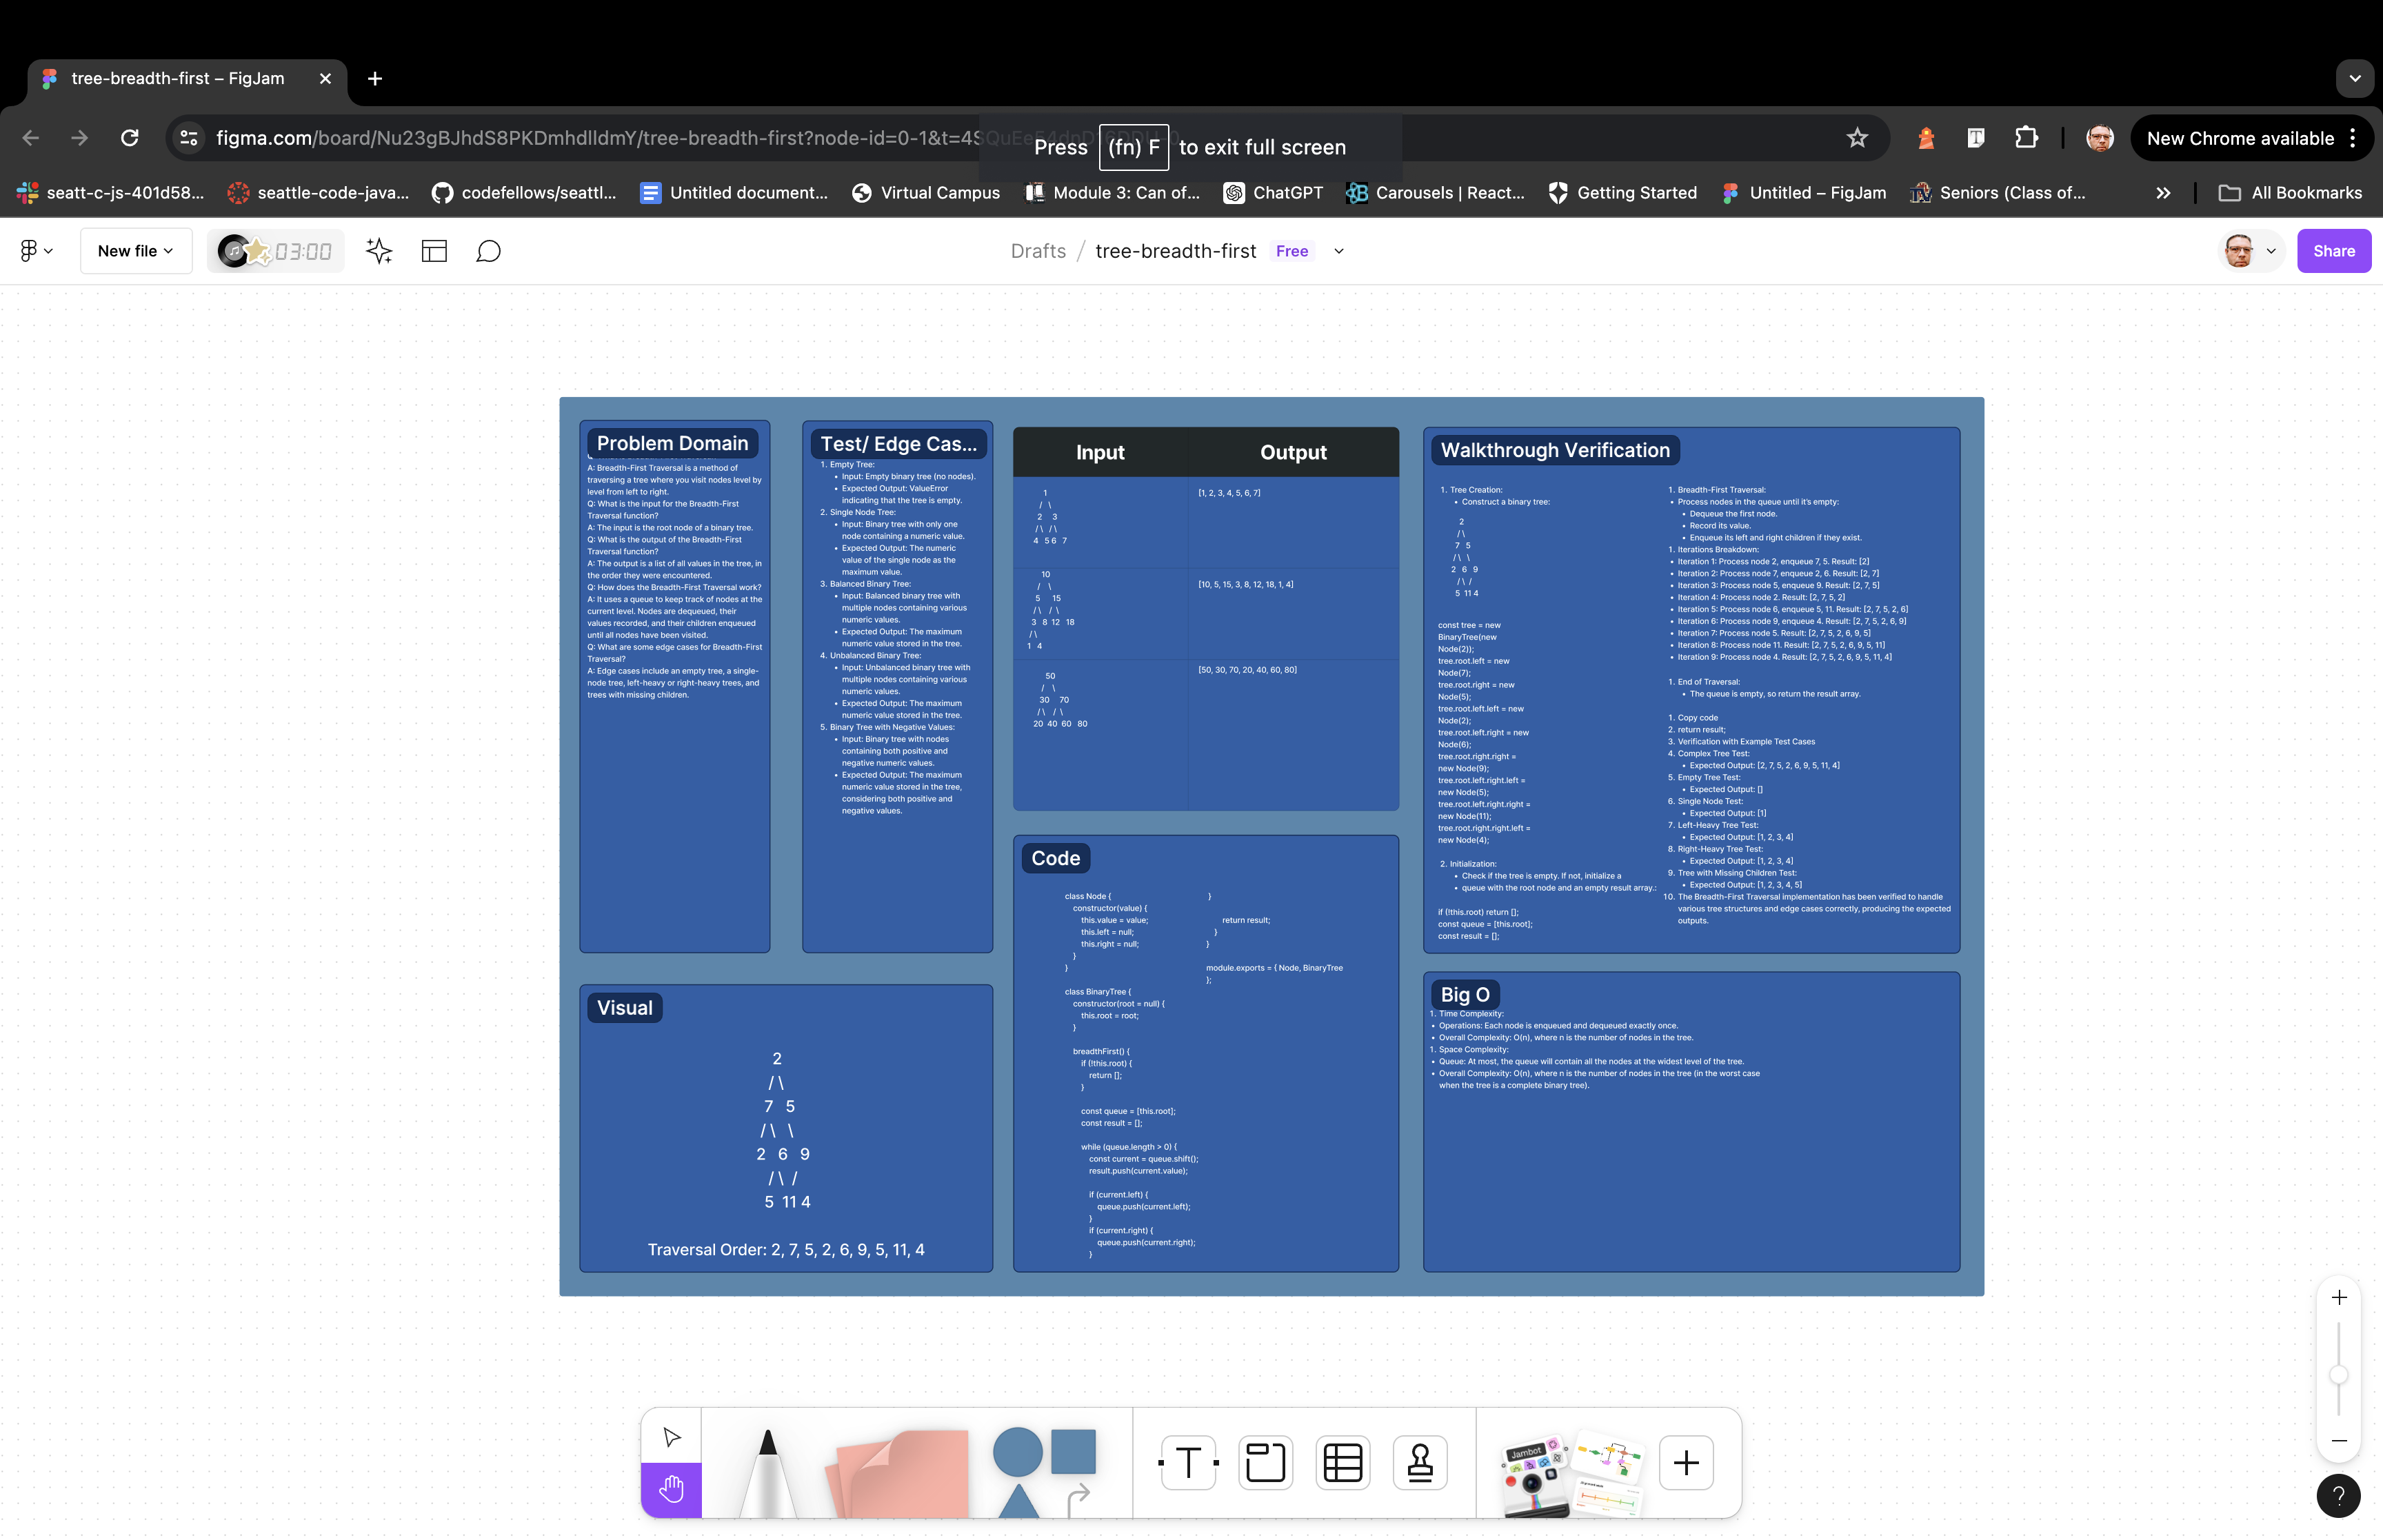 tree-breadth-first – FigJam
figma.com/board/Nu23gBJhdS8PKDmhdlldmY/tree-breadth-first?node-id=0-1&t=4SQuEe
Press (fn) F to exit full screen
New Chrome available
seatt-c-js-401d58...
seattle-code-java...
codefellows/seattl...
Untitled document...
Virtual Campus
Module 3: Can of...
ChatGPT
Carousels | React...
Getting Started
Untitled – FigJam
Seniors (Class of...
All Bookmarks
New file
03:00
Drafts / tree-breadth-first Free
Share
Problem Domain
A: Breadth-First Traversal is a method of
traversing a tree where you visit nodes level by
level from left to right.
Q: What is the input for the Breadth-First
Traversal function?
A: The input is the root node of a binary tree.
Q: What is the output of the Breadth-First
Traversal function?
A: The output is a list of all values in the tree, in
the order they were encountered.
Q: How does the Breadth-First Traversal work?
A: It uses a queue to keep track of nodes at the
current level. Nodes are dequeued, their
values recorded, and their children enqueued
until all nodes have been visited.
Q: What are some edge cases for Breadth-First
Traversal?
A: Edge cases include an empty tree, a single-
node tree, left-heavy or right-heavy trees, and
trees with missing children.
Test/ Edge Cas...
1. Empty Tree:
• Input: Empty binary tree (no nodes).
• Expected Output: ValueError
indicating that the tree is empty.
2. Single Node Tree:
• Input: Binary tree with only one
node containing a numeric value.
• Expected Output: The numeric
value of the single node as the
maximum value.
3. Balanced Binary Tree:
• Input: Balanced binary tree with
multiple nodes containing various
numeric values.
• Expected Output: The maximum
numeric value stored in the tree.
4. Unbalanced Binary Tree:
• Input: Unbalanced binary tree with
multiple nodes containing various
numeric values.
• Expected Output: The maximum
numeric value stored in the tree.
5. Binary Tree with Negative Values:
• Input: Binary tree with nodes
containing both positive and
negative numeric values.
• Expected Output: The maximum
numeric value stored in the tree,
considering both positive and
negative values.
Input Output
1
/ \
2 3
/ \ / \
4 5 6 7
[1, 2, 3, 4, 5, 6, 7]
10
/ \
5 15
/ \ / \
3 8 12 18
/ \
1 4
[10, 5, 15, 3, 8, 12, 18, 1, 4]
50
/ \
30 70
/ \ / \
20 40 60 80
[50, 30, 70, 20, 40, 60, 80]
Walkthrough Verification
1. Tree Creation:
• Construct a binary tree:
2
/ \
7 5
/ \ \
2 6 9
/ \ /
5 11 4
const tree = new
BinaryTree(new
Node(2));
tree.root.left = new
Node(7);
tree.root.right = new
Node(5);
tree.root.left.left = new
Node(2);
tree.root.left.right = new
Node(6);
tree.root.right.right =
new Node(9);
tree.root.left.right.left =
new Node(5);
tree.root.left.right.right =
new Node(11);
tree.root.right.right.left =
new Node(4);
2. Initialization:
• Check if the tree is empty. If not, initialize a
• queue with the root node and an empty result array.:
if (!this.root) return [];
const queue = [this.root];
const result = [];
1. Breadth-First Traversal:
• Process nodes in the queue until it's empty:
• Dequeue the first node.
• Record its value.
• Enqueue its left and right children if they exist.
1. Iterations Breakdown:
• Iteration 1: Process node 2, enqueue 7, 5. Result: [2]
• Iteration 2: Process node 7, enqueue 2, 6. Result: [2, 7]
• Iteration 3: Process node 5, enqueue 9. Result: [2, 7, 5]
• Iteration 4: Process node 2. Result: [2, 7, 5, 2]
• Iteration 5: Process node 6, enqueue 5, 11. Result: [2, 7, 5, 2, 6]
• Iteration 6: Process node 9, enqueue 4. Result: [2, 7, 5, 2, 6, 9]
• Iteration 7: Process node 5. Result: [2, 7, 5, 2, 6, 9, 5]
• Iteration 8: Process node 11. Result: [2, 7, 5, 2, 6, 9, 5, 11]
• Iteration 9: Process node 4. Result: [2, 7, 5, 2, 6, 9, 5, 11, 4]
1. End of Traversal:
• The queue is empty, so return the result array.
1. Copy code
2. return result;
3. Verification with Example Test Cases
4. Complex Tree Test:
• Expected Output: [2, 7, 5, 2, 6, 9, 5, 11, 4]
5. Empty Tree Test:
• Expected Output: []
6. Single Node Test:
• Expected Output: [1]
7. Left-Heavy Tree Test:
• Expected Output: [1, 2, 3, 4]
8. Right-Heavy Tree Test:
• Expected Output: [1, 2, 3, 4]
9. Tree with Missing Children Test:
• Expected Output: [1, 2, 3, 4, 5]
10. The Breadth-First Traversal implementation has been verified to handle
various tree structures and edge cases correctly, producing the expected
outputs.
Visual
2
/ \
7 5
/ \ \
2 6 9
/ \ /
5 11 4
Traversal Order: 2, 7, 5, 2, 6, 9, 5, 11, 4
Code
class Node {
constructor(value) {
this.value = value;
this.left = null;
this.right = null;
}
}
class BinaryTree {
constructor(root = null) {
this.root = root;
}
breadthFirst() {
if (!this.root) {
return [];
}
const queue = [this.root];
const result = [];
while (queue.length > 0) {
const current = queue.shift();
result.push(current.value);
if (current.left) {
queue.push(current.left);
}
if (current.right) {
queue.push(current.right);
}
}
return result;
}
}
module.exports = { Node, BinaryTree
};
Big O
1. Time Complexity:
• Operations: Each node is enqueued and dequeued exactly once.
• Overall Complexity: O(n), where n is the number of nodes in the tree.
1. Space Complexity:
• Queue: At most, the queue will contain all the nodes at the widest level of the tree.
• Overall Complexity: O(n), where n is the number of nodes in the tree (in the worst case
when the tree is a complete binary tree).
Jambot